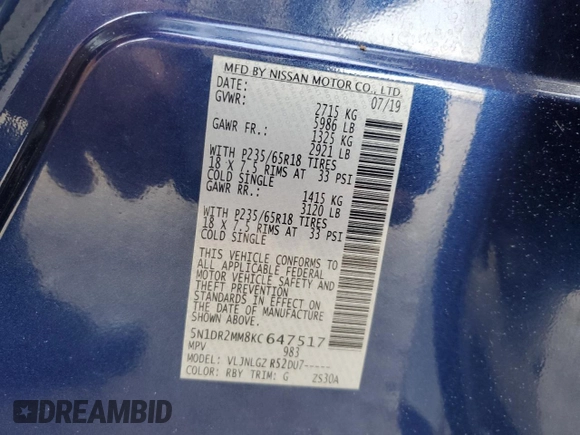 MFD BY NISSAN MOTOR CO., LTD.
DATE: 07/19
GVWR: 2715 KG
5986 LB
GAWR FR.: 1325 KG
2921 LB
WITH P235/65R18 TIRES
18 X 7.5 RIMS AT 33 PSI
COLD SINGLE
GAWR RR.: 1415 KG
3120 LB
WITH P235/65R18 TIRES
18 X 7.5 RIMS AT 33 PSI
COLD SINGLE
THIS VEHICLE CONFORMS TO
ALL APPLICABLE FEDERAL
MOTOR VEHICLE SAFETY AND
THEFT PREVENTION
STANDARDS IN EFFECT ON
THE DATE OF MANUFACTURE
SHOWN ABOVE.
5N1DR2MM8KC647517
MPV 983
MODEL: VLJNLGZ R52DU7-----
COLOR: RBY TRIM: G ZS30A
DREAMBID